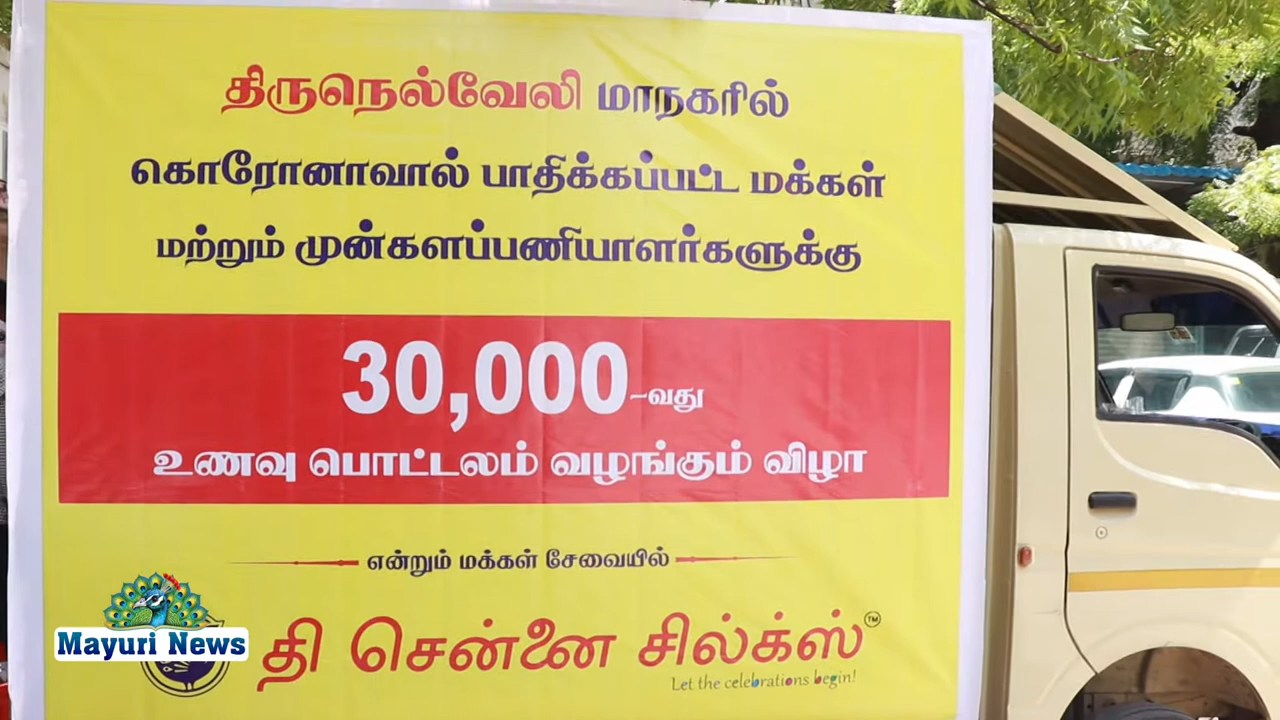 திருநெல்வேலி மாநகரில்
கொரோனாவால் பாதிக்கப்பட்ட மக்கள்
மற்றும் முன்களப்பணியாளர்களுக்கு
30,000-வது
உணவு பொட்டலம் வழங்கும் விழா
என்றும் மக்கள் சேவையில்
தி சென்னை சில்க்ஸ்™
Let the celebrations begin!
Mayuri News